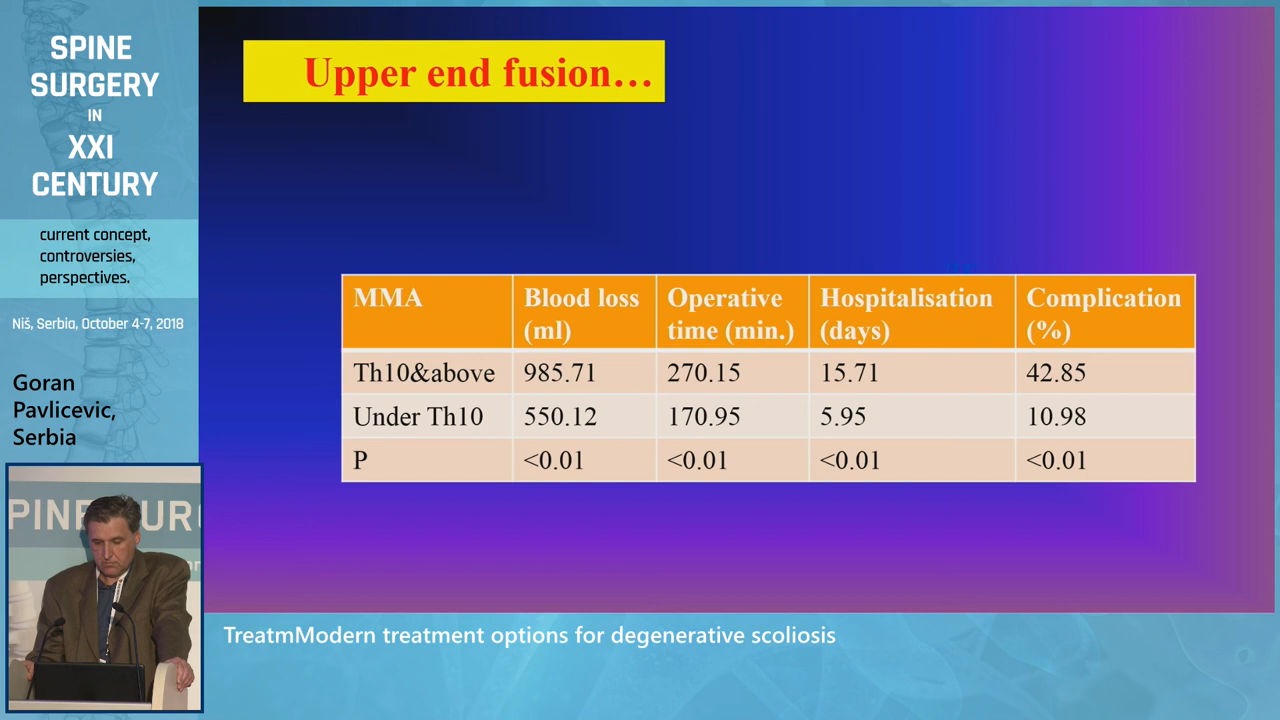 SPINE
SURGERY
IN
XXI
CENTURY
current concept,
controversies,
perspectives.
Niš, Serbia, October 4-7, 2018
Goran
Pavlicevic,
Serbia
PINE SUR
Upper end fusion…
MMA Blood loss (ml) Operative time (min.) Hospitalisation (days) Complication (%)
Th10&above 985.71 270.15 15.71 42.85
Under Th10 550.12 170.95 5.95 10.98
P <0.01 <0.01 <0.01 <0.01
TreatmModern treatment options for degenerative scoliosis